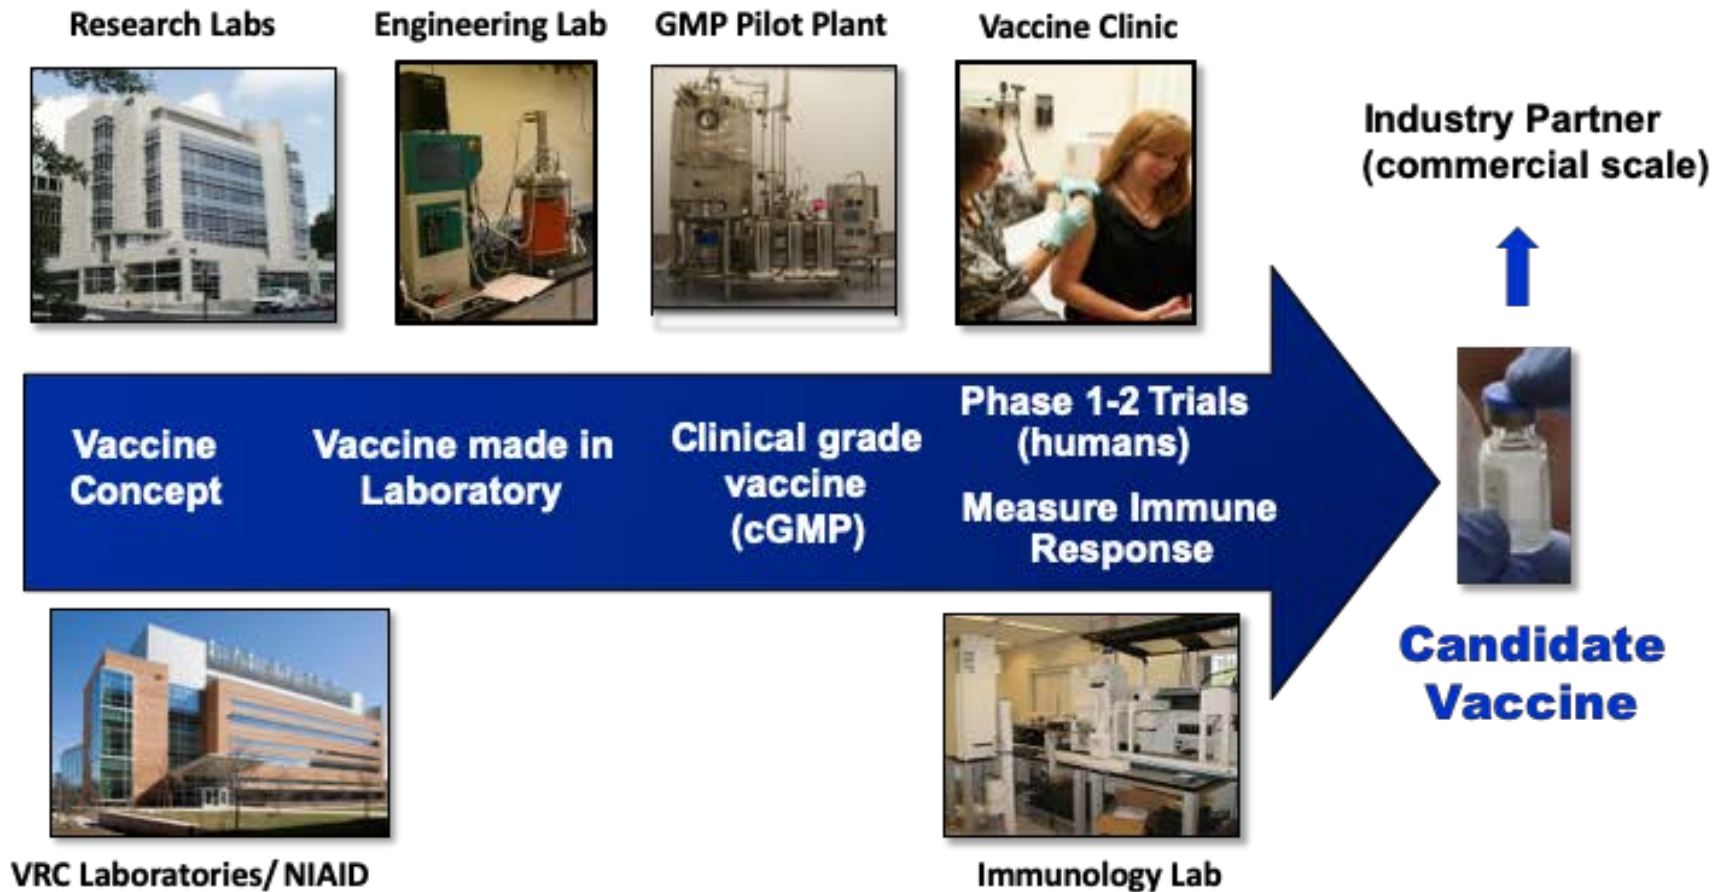 Research Labs
Engineering Lab
GMP Pilot Plant
Vaccine Clinic
Industry Partner
(commercial scale)
Vaccine
Concept
Vaccine made in
Laboratory
Clinical grade
vaccine
(cGMP)
Phase 1-2 Trials
(humans)
Measure Immune
Response
Candidate
Vaccine
VRC Laboratories/ NIAID
Immunology Lab